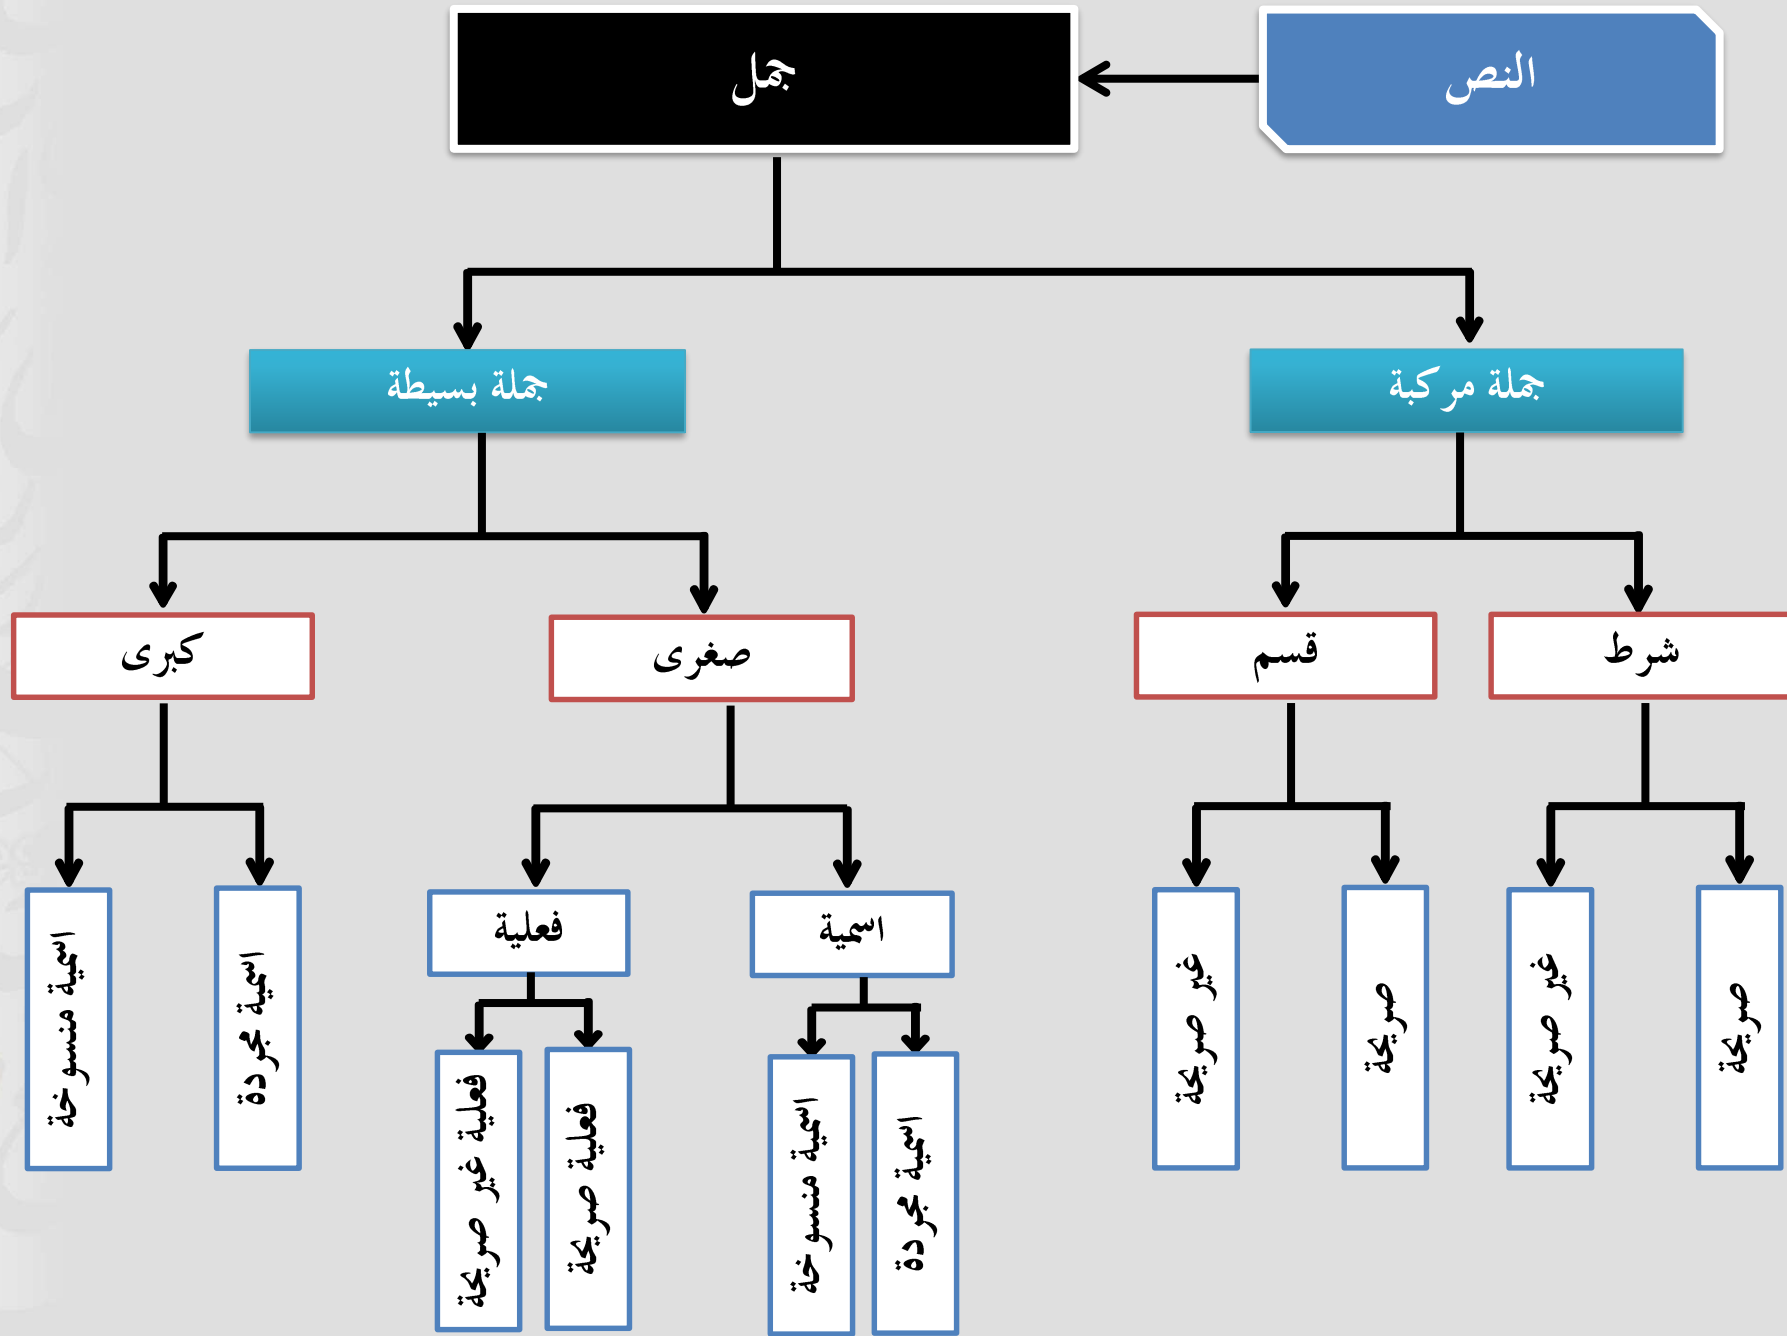 النص
جمل
جملة مركبة
جملة بسيطة
شرط
قسم
صغرى
كبرى
صريحة
غير صريحة
صريحة
غير صريحة
اسمية
فعلية
اسمية مجردة
اسمية منسوخة
اسمية مجردة
اسمية منسوخة
فعلية صريحة
فعلية غير صريحة